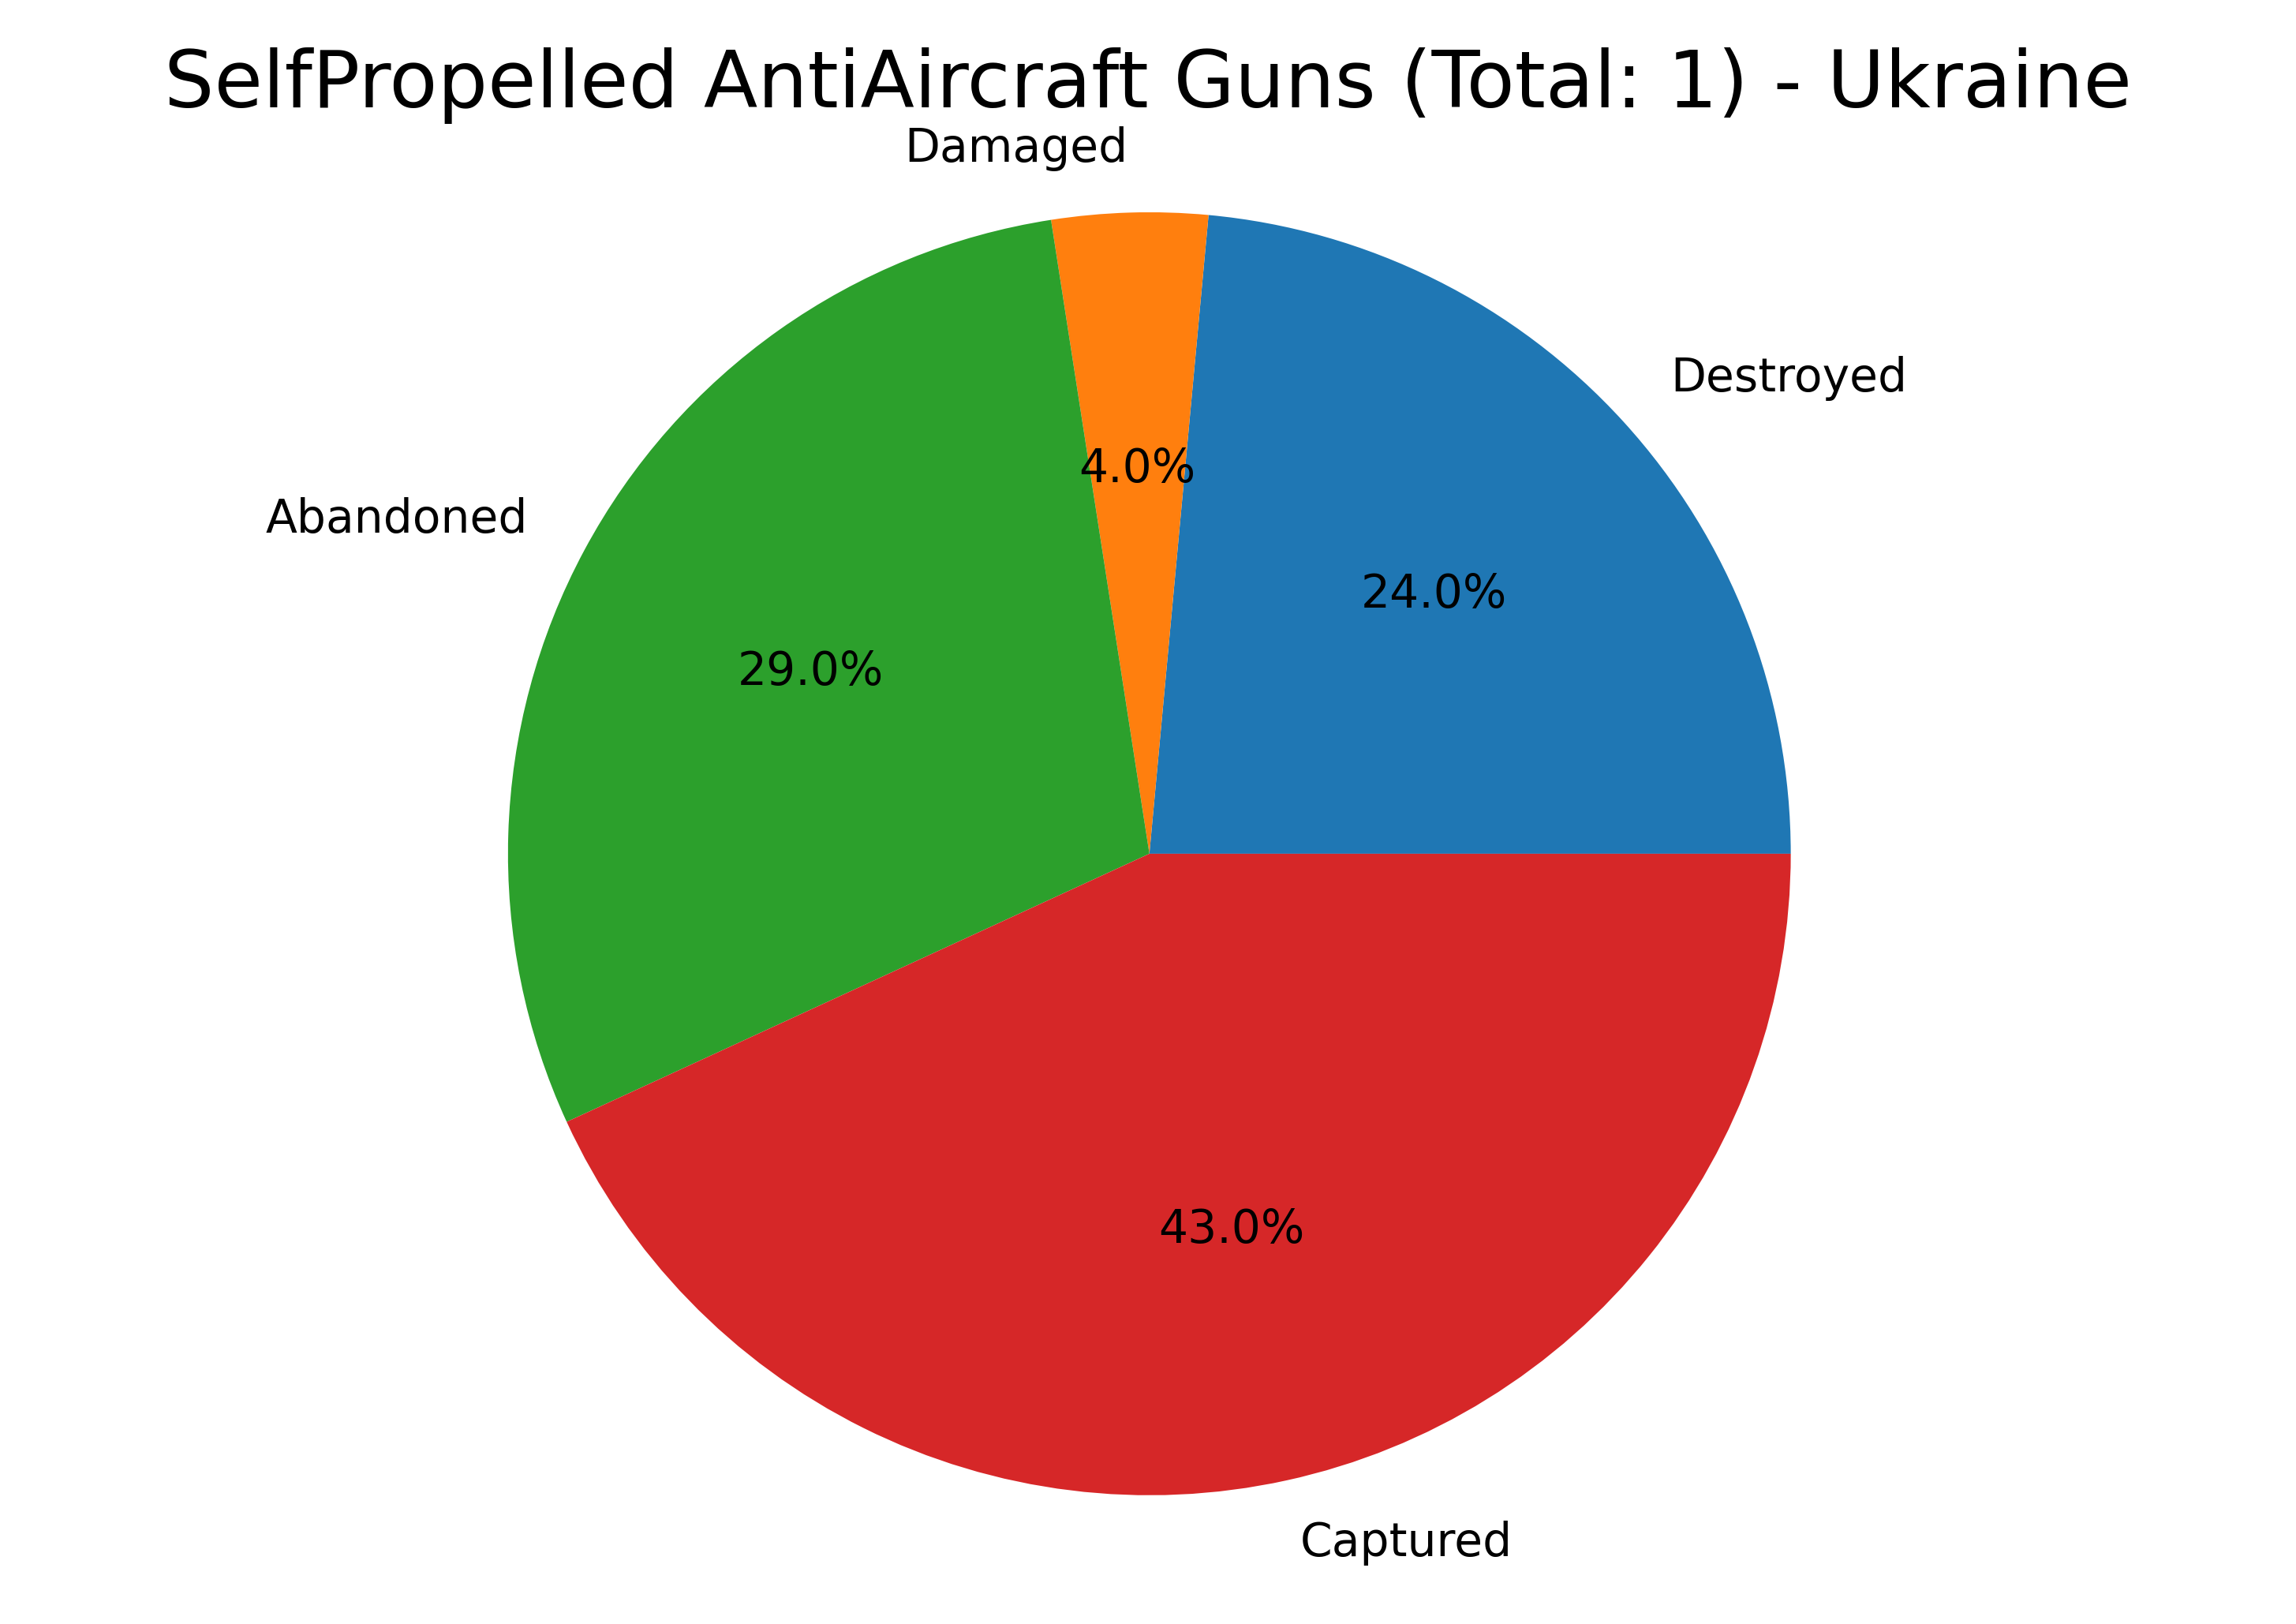 SelfPropelled AntiAircraft Guns (Total: 1) - Ukraine
Damaged
Destroyed
4.0%
Abandoned
24.0%
29.0%
43.0%
Captured